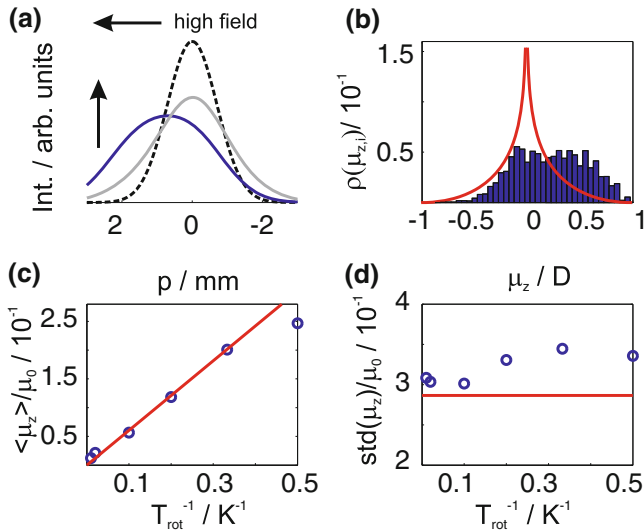 (a)
high field
Int. / arb. units
2 0 -2
p / mm
(b)
ρ(μz,i)/ 10⁻¹
1.5
0.5
-1 -0.5 0 0.5 1
μz / D
(c)
<μz>/μ0 / 10⁻¹
2.5
1.5
0.5
0.1 0.3 0.5
Trot⁻¹ / K⁻¹
(d)
std(μz)/μ0 / 10⁻¹
4
3
2
0.1 0.3 0.5
Trot⁻¹ / K⁻¹